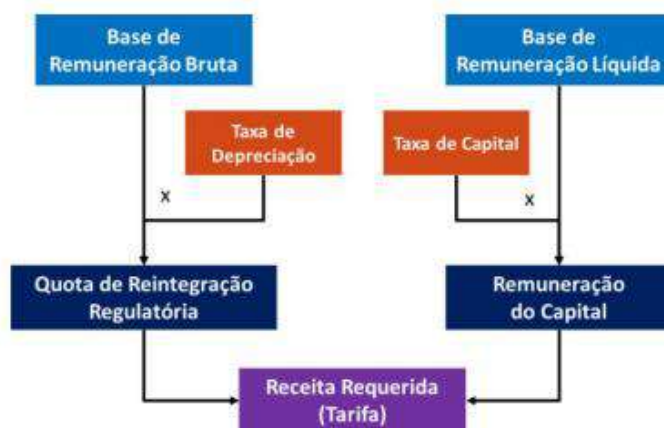 Base de
Remuneração Bruta
Base de
Remuneração Líquida
Taxa de
Depreciação
Taxa de Capital
x
x
Quota de Reintegração
Regulatória
Remuneração
do Capital
Receita Requerida
(Tarifa)